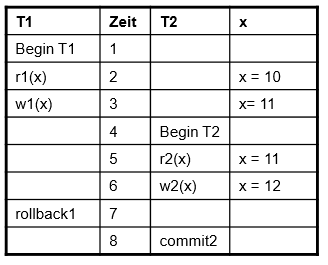 T1 Zeit T2 x
Begin T1 1
r1(x) 2 x = 10
w1(x) 3 x= 11
4 Begin T2
5 r2(x) x = 11
6 w2(x) x = 12
rollback1 7
8 commit2